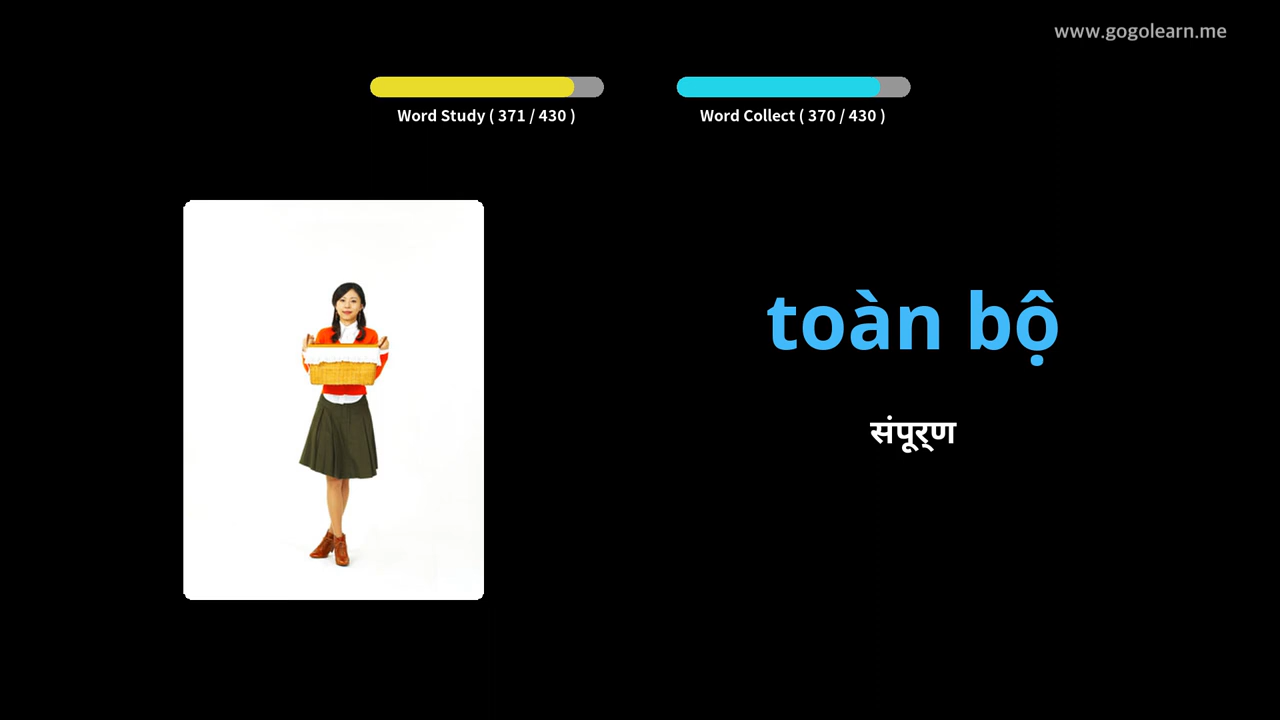 www.gogolearn.me
Word Study ( 371 / 430 )
Word Collect ( 370 / 430 )
toàn bộ
संपूर्ण